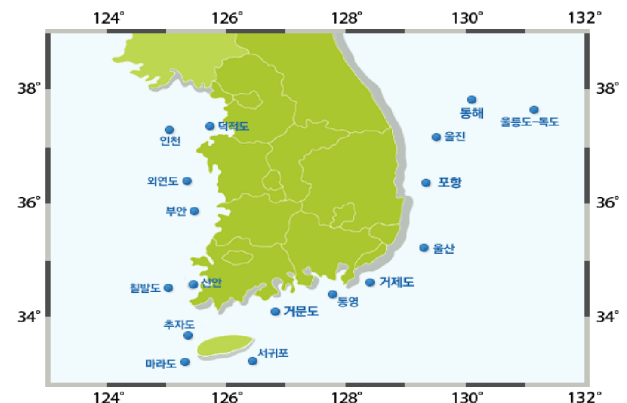 124° 126° 128° 130° 132°
38° 38°
동해
울릉도-독도
덕적도
인천
울진
외연도
포항
36° 36°
부안
울산
칠발도
신안
거제도
통영
34° 34°
거문도
추자도
서귀포
마라도
124° 126° 128° 130° 132°